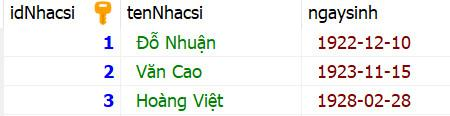 idNhacsi tenNhacsi ngaysinh
1 Đỗ Nhuận 1922-12-10
2 Văn Cao 1923-11-15
3 Hoàng Việt 1928-02-28